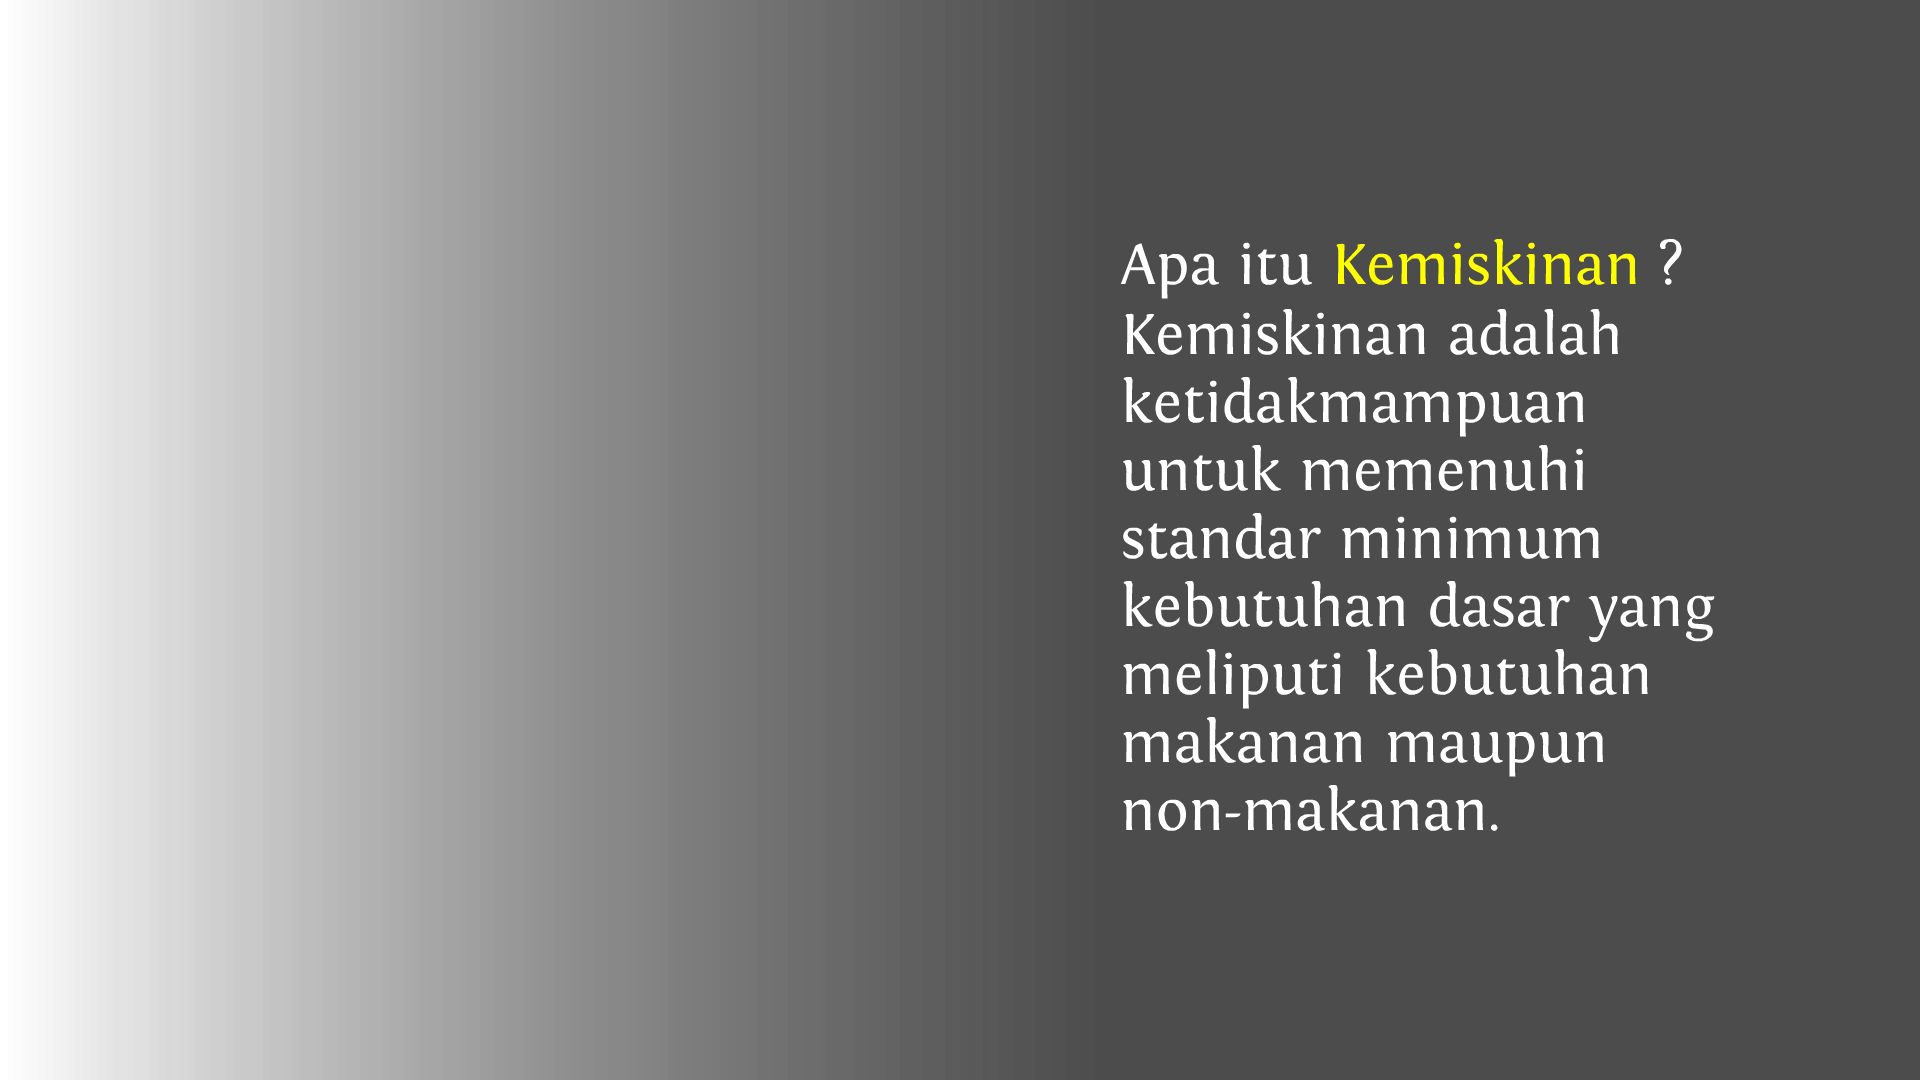 Apa itu Kemiskinan ?
Kemiskinan adalah
ketidakmampuan
untuk memenuhi
standar minimum
kebutuhan dasar yang
meliputi kebutuhan
makanan maupun
non-makanan.